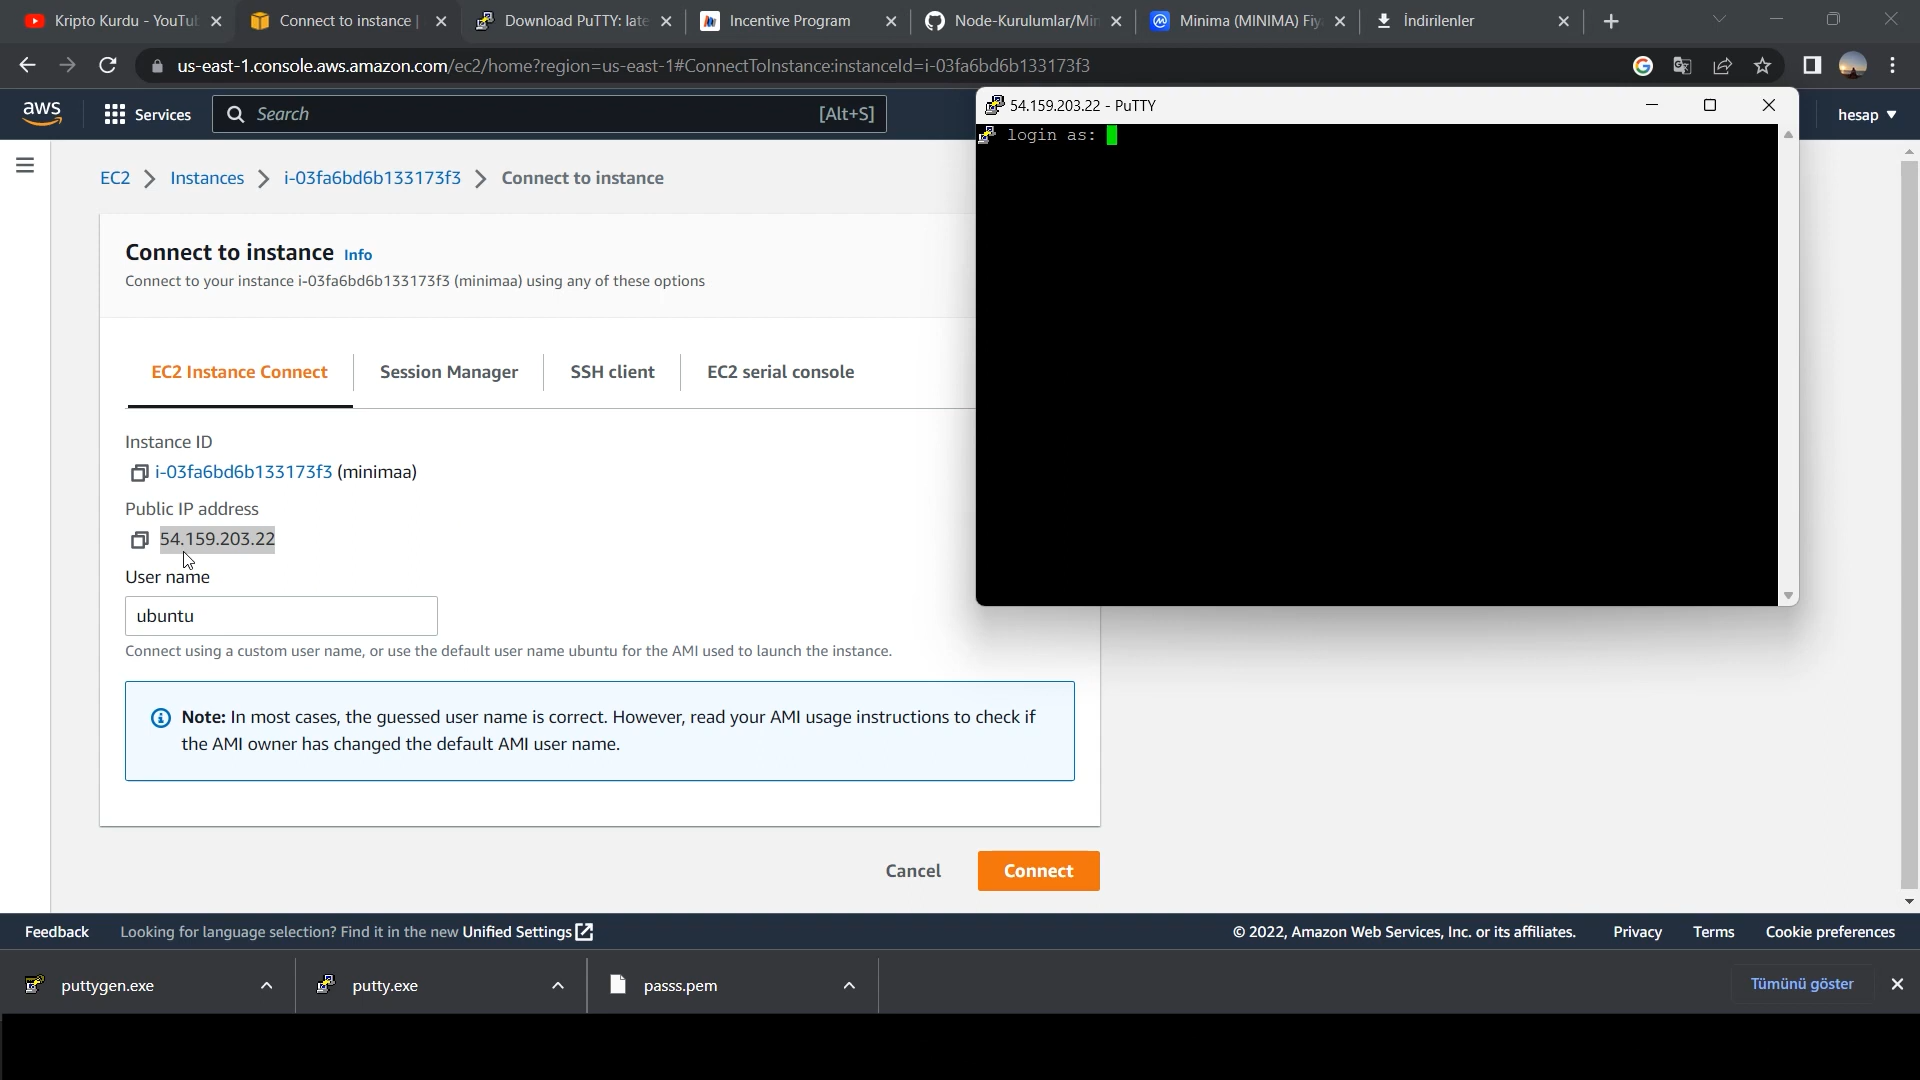 Kripto Kurdu - YouTu
Connect to instance |
Download PuTTY: late
Incentive Program
Node-Kurulumlar/Min
Minima (MINIMA) Fiy
İndirilenler
us-east-1.console.aws.amazon.com/ec2/home?region=us-east-1#ConnectToInstance:instanceId=i-03fa6bd6b133173f3
aws
Services
Search
[Alt+S]
hesap
54.159.203.22 - PuTTY
login as:
EC2
Instances
i-03fa6bd6b133173f3
Connect to instance
Connect to instance Info
Connect to your instance i-03fa6bd6b133173f3 (minimaa) using any of these options
EC2 Instance Connect
Session Manager
SSH client
EC2 serial console
Instance ID
i-03fa6bd6b133173f3 (minimaa)
Public IP address
54.159.203.22
User name
ubuntu
Connect using a custom user name, or use the default user name ubuntu for the AMI used to launch the instance.
Note: In most cases, the guessed user name is correct. However, read your AMI usage instructions to check if
the AMI owner has changed the default AMI user name.
Cancel
Connect
Feedback
Looking for language selection? Find it in the new Unified Settings
© 2022, Amazon Web Services, Inc. or its affiliates.
Privacy
Terms
Cookie preferences
puttygen.exe
putty.exe
passs.pem
Tümünü göster